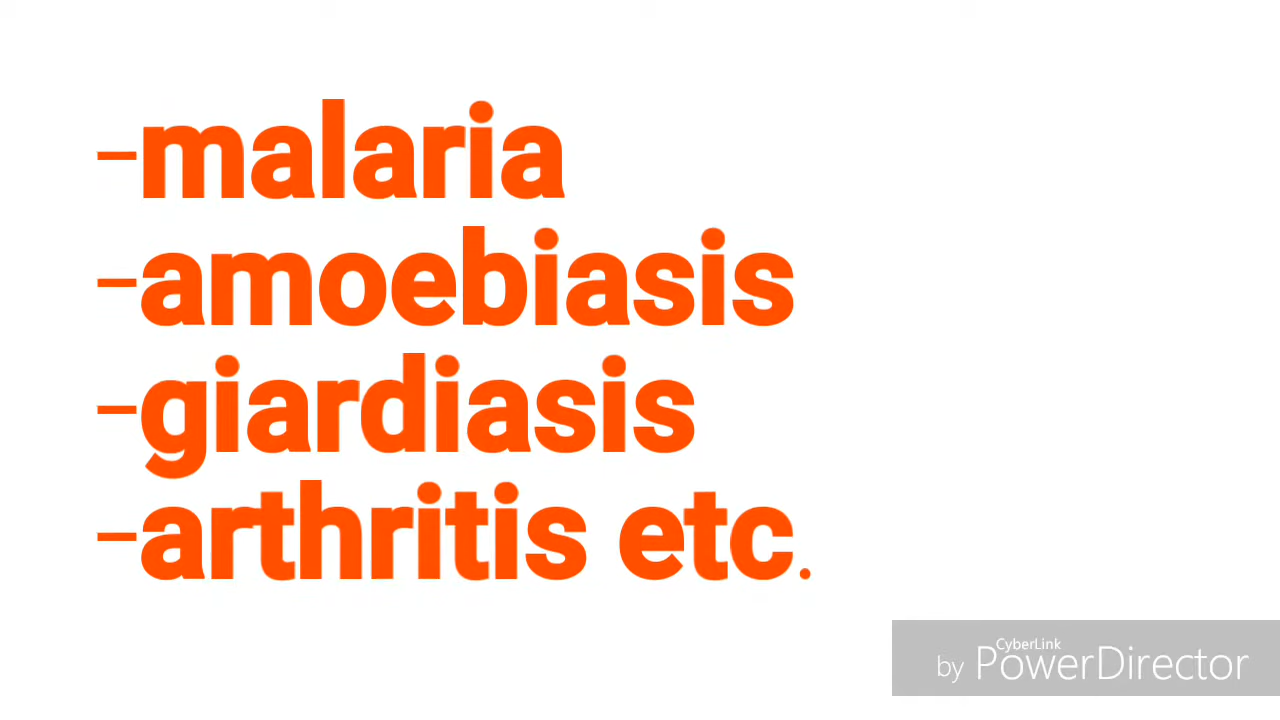 -malaria
-amoebiasis
-giardiasis
-arthritis etc.
CyberLink
by PowerDirector